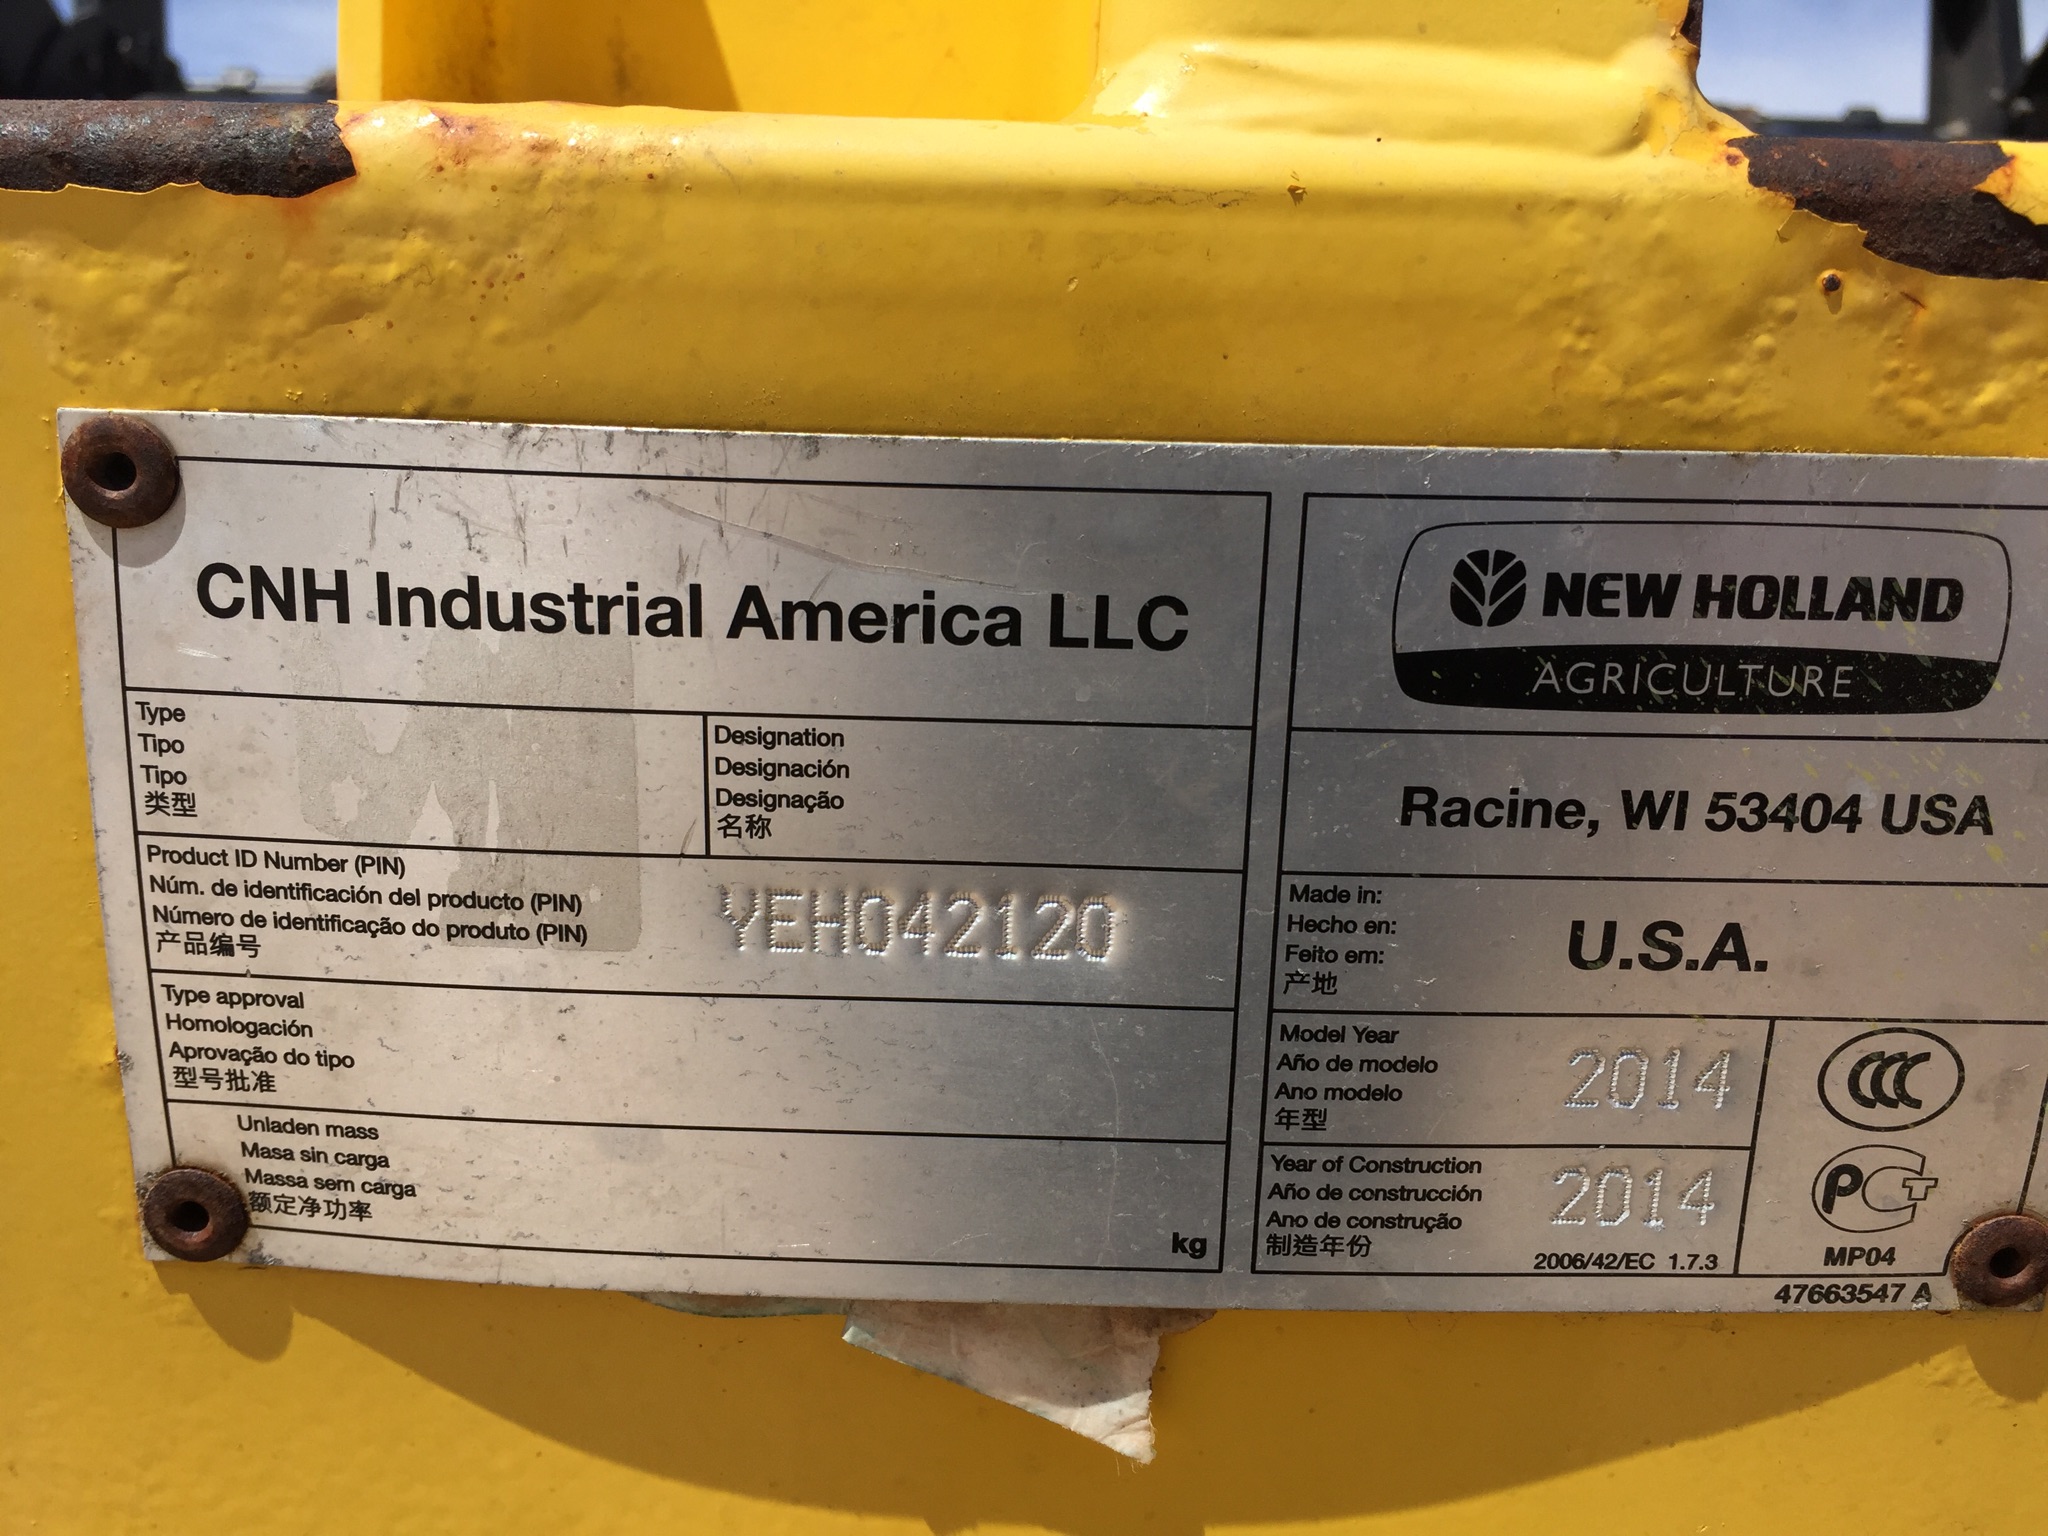 CNH Industrial America LLC
Type
Tipo
Tipo
类型
Designation
Designación
Designação
名称
Product ID Number (PIN)
Núm. de identificación del producto (PIN)
Número de identificação do produto (PIN)
产品编号
YEH042120
Type approval
Homologación
Aprovação do tipo
型号批准
Unladen mass
Masa sin carga
Massa sem carga
额定净功率
kg
NEW HOLLAND
AGRICULTURE
Racine, WI 53404 USA
Made in:
Hecho en:
Feito em:
产地
U.S.A.
Model Year
Año de modelo
Ano modelo
年型
2014
Year of Construction
Año de construcción
Ano de construção
制造年份
2014
2006/42/EC 1.7.3
CCC
PCT
MP04
47663547 A